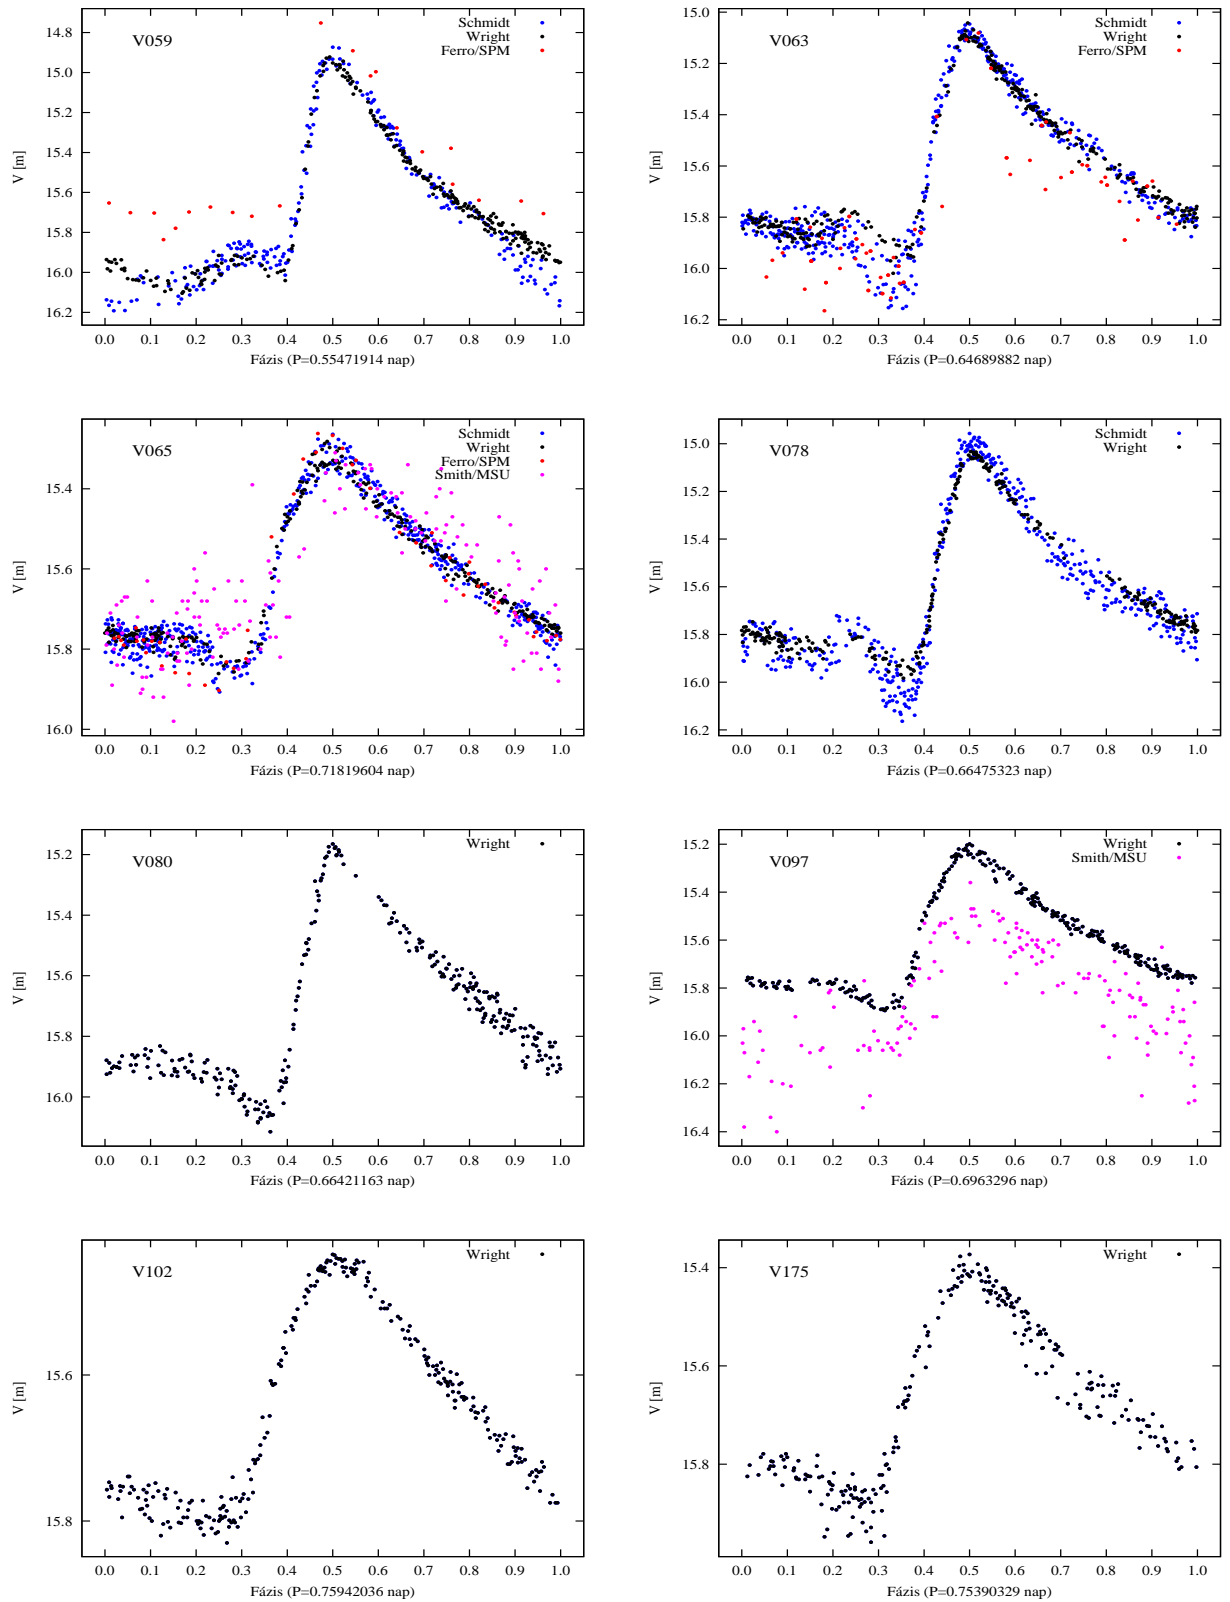 V059
Schmidt
Wright
Ferro/SPM
V [m]
14.8
15.0
15.2
15.4
15.6
15.8
16.0
16.2
0.0 0.1 0.2 0.3 0.4 0.5 0.6 0.7 0.8 0.9 1.0
Fázis (P=0.55471914 nap)
V063
Schmidt
Wright
Ferro/SPM
V [m]
15.0
15.2
15.4
15.6
15.8
16.0
16.2
0.0 0.1 0.2 0.3 0.4 0.5 0.6 0.7 0.8 0.9 1.0
Fázis (P=0.64689882 nap)
V065
Schmidt
Wright
Ferro/SPM
Smith/MSU
V [m]
15.4
15.6
15.8
16.0
0.0 0.1 0.2 0.3 0.4 0.5 0.6 0.7 0.8 0.9 1.0
Fázis (P=0.71819604 nap)
V078
Schmidt
Wright
V [m]
15.0
15.2
15.4
15.6
15.8
16.0
16.2
0.0 0.1 0.2 0.3 0.4 0.5 0.6 0.7 0.8 0.9 1.0
Fázis (P=0.66475323 nap)
V080
Wright
V [m]
15.2
15.4
15.6
15.8
16.0
0.0 0.1 0.2 0.3 0.4 0.5 0.6 0.7 0.8 0.9 1.0
Fázis (P=0.66421163 nap)
V097
Wright
Smith/MSU
V [m]
15.2
15.4
15.6
15.8
16.0
16.2
16.4
0.0 0.1 0.2 0.3 0.4 0.5 0.6 0.7 0.8 0.9 1.0
Fázis (P=0.6963296 nap)
V102
Wright
V [m]
15.6
15.8
0.0 0.1 0.2 0.3 0.4 0.5 0.6 0.7 0.8 0.9 1.0
Fázis (P=0.75942036 nap)
V175
Wright
V [m]
15.4
15.6
15.8
0.0 0.1 0.2 0.3 0.4 0.5 0.6 0.7 0.8 0.9 1.0
Fázis (P=0.75390329 nap)